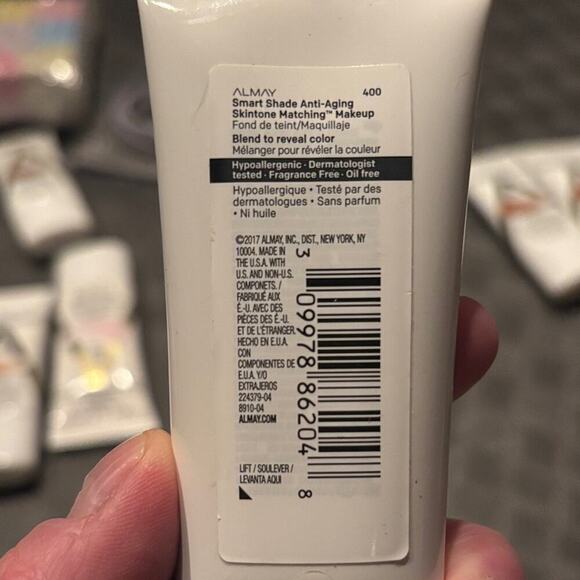 ALMAY 400
Smart Shade Anti-Aging
Skintone Matching™ Makeup
Fond de teint/Maquillaje
Blend to reveal color
Mélanger pour révéler la couleur
Hypoallergenic · Dermatologist
tested · Fragrance Free · Oil free
Hypoallergique • Testé par des
dermatologues • Sans parfum
• Ni huile
©2017 ALMAY, INC., DIST., NEW YORK, NY
10004. MADE IN
THE U.S.A. WITH
U.S. AND NON-U.S.
COMPONETS. /
FABRIQUÉ AUX
É.-U. AVEC DES
PIÈCES DES É.-U.
ET DE L'ÉTRANGER.
HECHO EN E.U.A.
CON
COMPONENTES DE
E.U.A. Y/O
EXTRAJEROS
224379-04
8910-04
ALMAY.COM
LIFT / SOULEVER /
LEVANTA AQUI
3 09978 86204 8